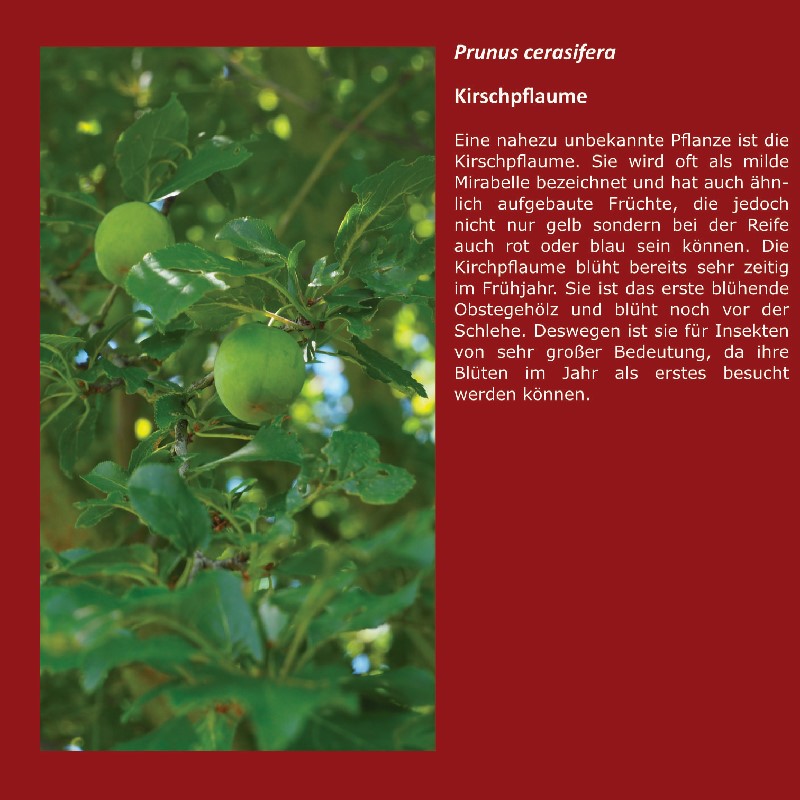 Prunus cerasifera
Kirschpflaume
Eine nahezu unbekannte Pflanze ist die
Kirschpflaume. Sie wird oft als milde
Mirabelle bezeichnet und hat auch ähn-
lich aufgebaute Früchte, die jedoch
nicht nur gelb sondern bei der Reife
auch rot oder blau sein können. Die
Kirchpflaume blüht bereits sehr zeitig
im Frühjahr. Sie ist das erste blühende
Obstegehölz und blüht noch vor der
Schlehe. Deswegen ist sie für Insekten
von sehr großer Bedeutung, da ihre
Blüten im Jahr als erstes besucht
werden können.